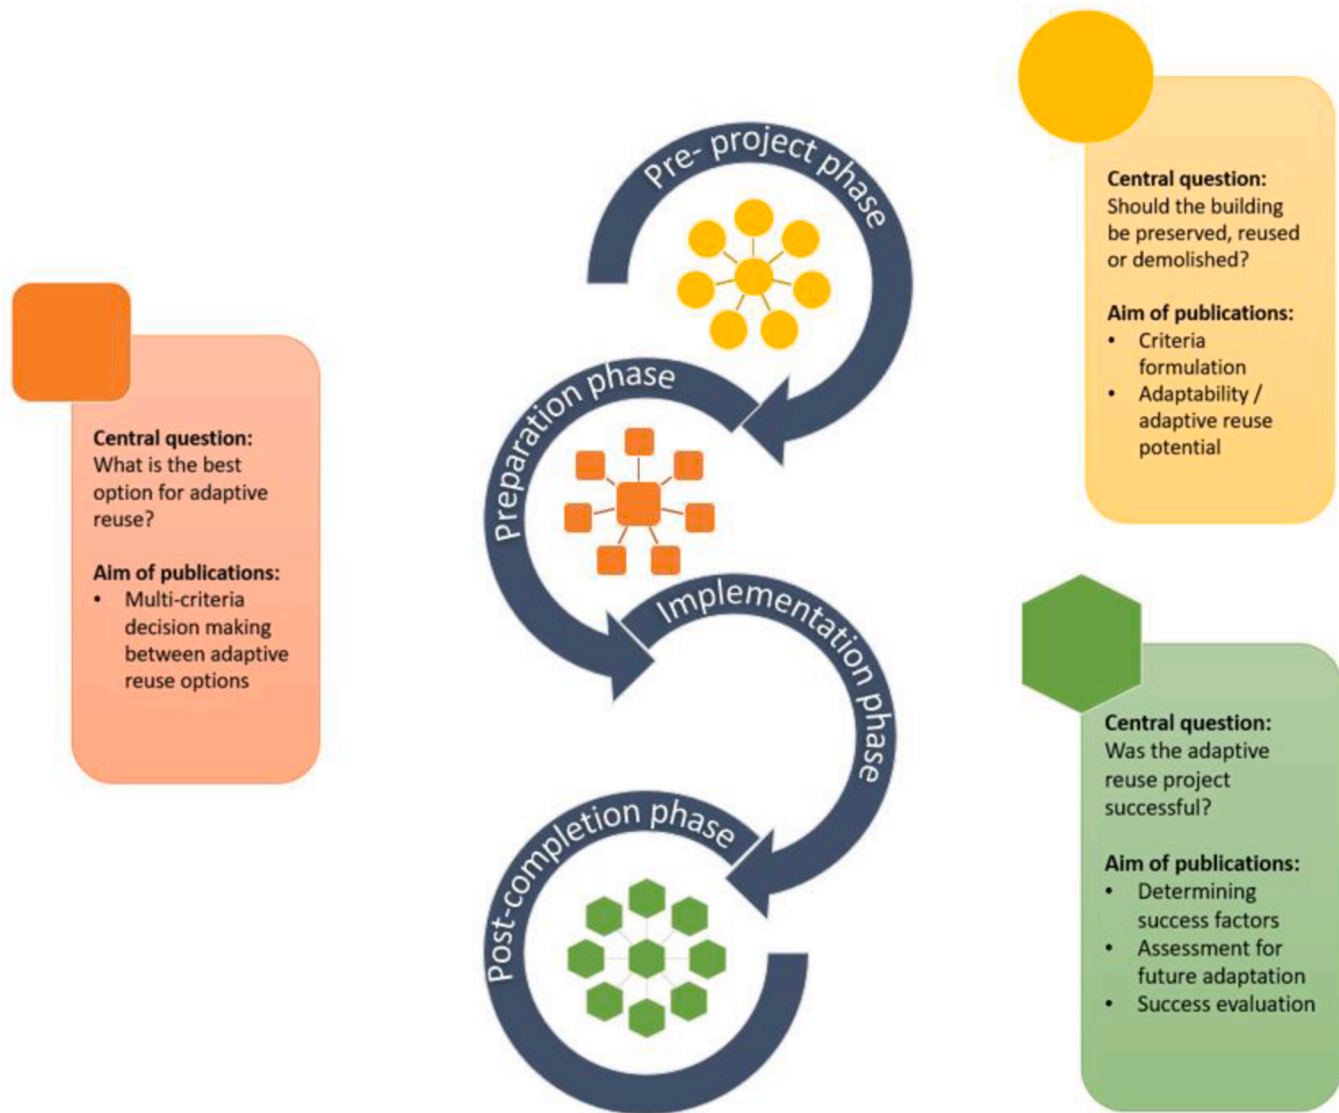 Pre- project phase
Central question:
Should the building
be preserved, reused
or demolished?
Aim of publications:
• Criteria
formulation
• Adaptability /
adaptive reuse
potential
Preparation phase
Central question:
What is the best
option for adaptive
reuse?
Aim of publications:
• Multi-criteria
decision making
between adaptive
reuse options
Implementation phase
Post-completion phase
Central question:
Was the adaptive
reuse project
successful?
Aim of publications:
• Determining
success factors
• Assessment for
future adaptation
• Success evaluation